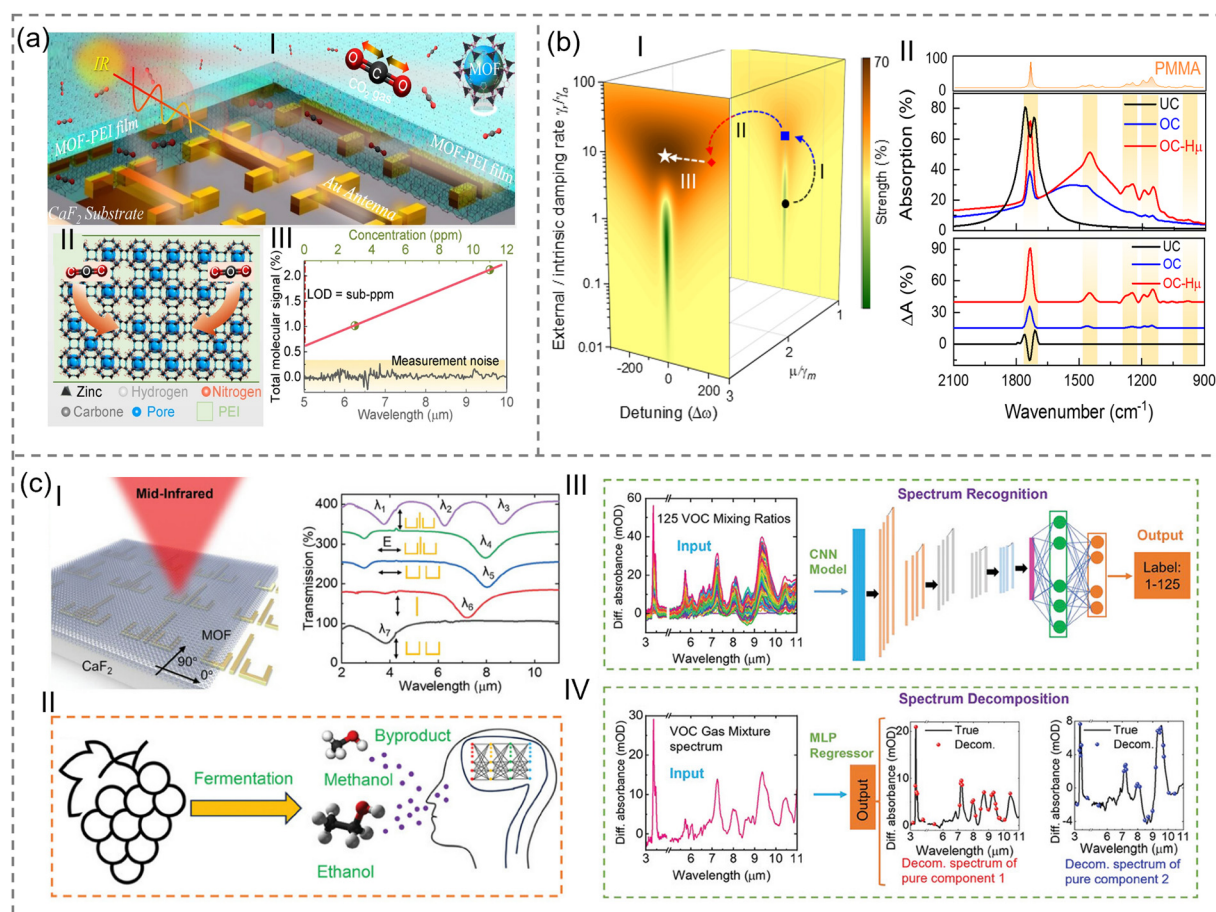 (a)
I
IR
O C O
CO₂ gas
MOF
MOF-PEI film
MOF-PEI film
Au Antenna
CaF2 Substrate
II
Zinc
Hydrogen
Nitrogen
Carbone
Pore
PEI
III
Concentration (ppm)
0 2 4 6 8 10 12
Total molecular signal (%)
2.0
1.5
1.0
0.5
0.0
LOD = sub-ppm
Measurement noise
5 6 7 8 9 10
Wavelength (μm)
(b)
I
External / intrinsic damping rate γr/γa
100
10
1
0.1
0.01
II
III
I
-200 0 200
Detuning (Δω)
3
2
1
μ/γm
70
0
Strength (%)
II
100
0
PMMA
Absorption (%)
80
60
40
20
0
UC
OC
OC-Hμ
ΔA (%)
90
60
30
0
UC
OC
OC-Hμ
2100 1800 1500 1200 900
Wavenumber (cm-1)
(c)
I
Mid-Infrared
MOF
CaF2
90°
0°
Transmission (%)
400
300
200
100
0
λ1
λ2
λ3
λ4
E
λ5
λ6
λ7
2 4 6 8 10
Wavelength (μm)
II
Fermentation
Byproduct
Methanol
Ethanol
III
Spectrum Recognition
Diff. absrorbance (mOD)
60
40
20
0
125 VOC Mixing Ratios
Input
3 6 7 8 9 10 11
Wavelength (μm)
CNN
Model
Output
Label:
1-125
IV
Spectrum Decomposition
Diff. absorbance (mOD)
30
20
10
0
VOC Gas Mixture
spectrum
Input
3 6 7 8 9 10 11
Wavelength (μm)
MLP
Regressor
Output
Diff. absorbance (mOD)
20
10
0
True
Decom.
3 6 7 8 9 10 11
Wavelength (μm)
Decom. spectrum of
pure component 1
Diff. absorbance (mOD)
8
4
0
-4
True
Decom.
3 6 7 8 9 10 11
Wavelength (μm)
Decom. spectrum of
pure component 2